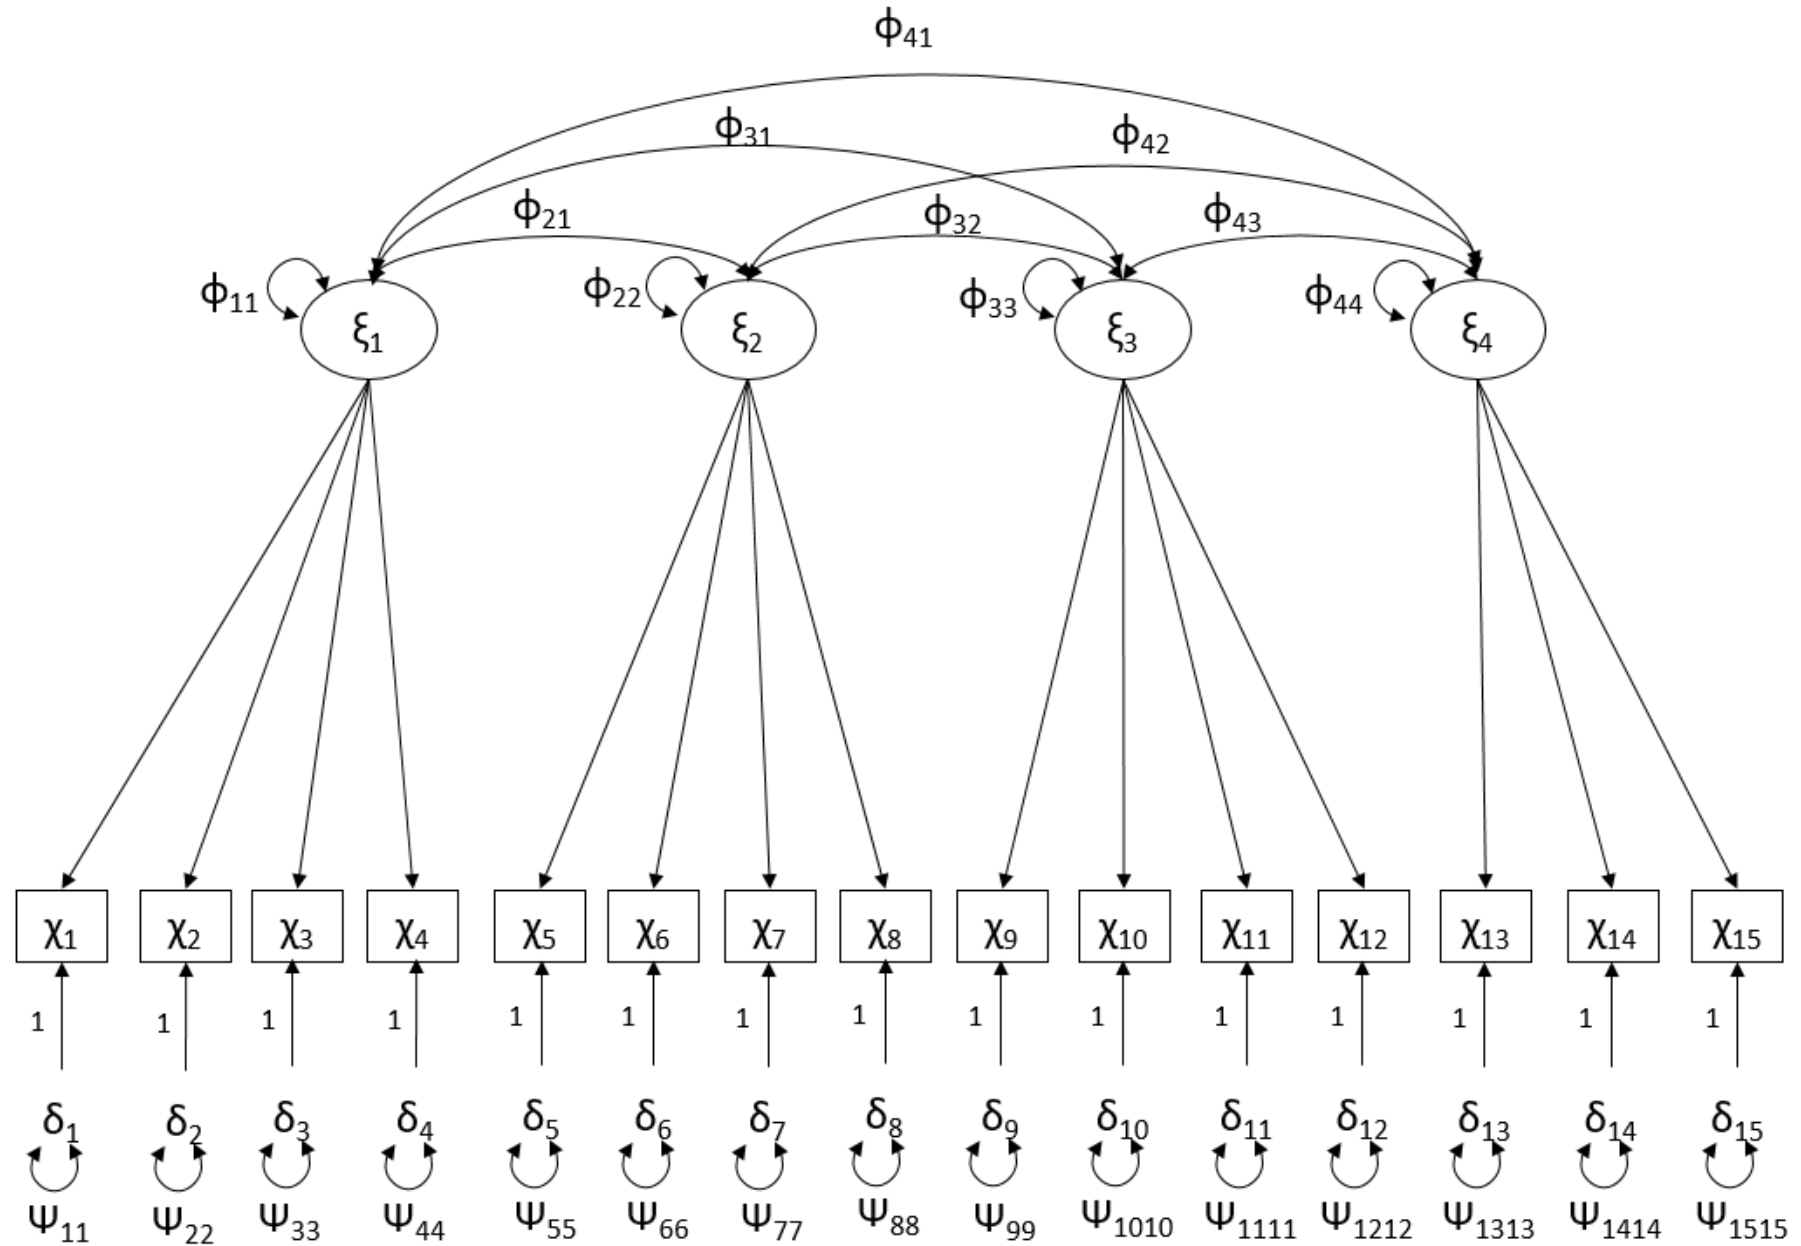 ϕ41
ϕ31
ϕ42
ϕ21
ϕ32
ϕ43
ϕ11
ϕ22
ϕ33
ϕ44
ξ1 ξ2 ξ3 ξ4
χ1 χ2 χ3 χ4 χ5 χ6 χ7 χ8 χ9 χ10 χ11 χ12 χ13 χ14 χ15
1 1 1 1 1 1 1 1 1 1 1 1 1 1 1
δ1 δ2 δ3 δ4 δ5 δ6 δ7 δ8 δ9 δ10 δ11 δ12 δ13 δ14 δ15
Ψ11 Ψ22 Ψ33 Ψ44 Ψ55 Ψ66 Ψ77 Ψ88 Ψ99 Ψ1010 Ψ1111 Ψ1212 Ψ1313 Ψ1414 Ψ1515